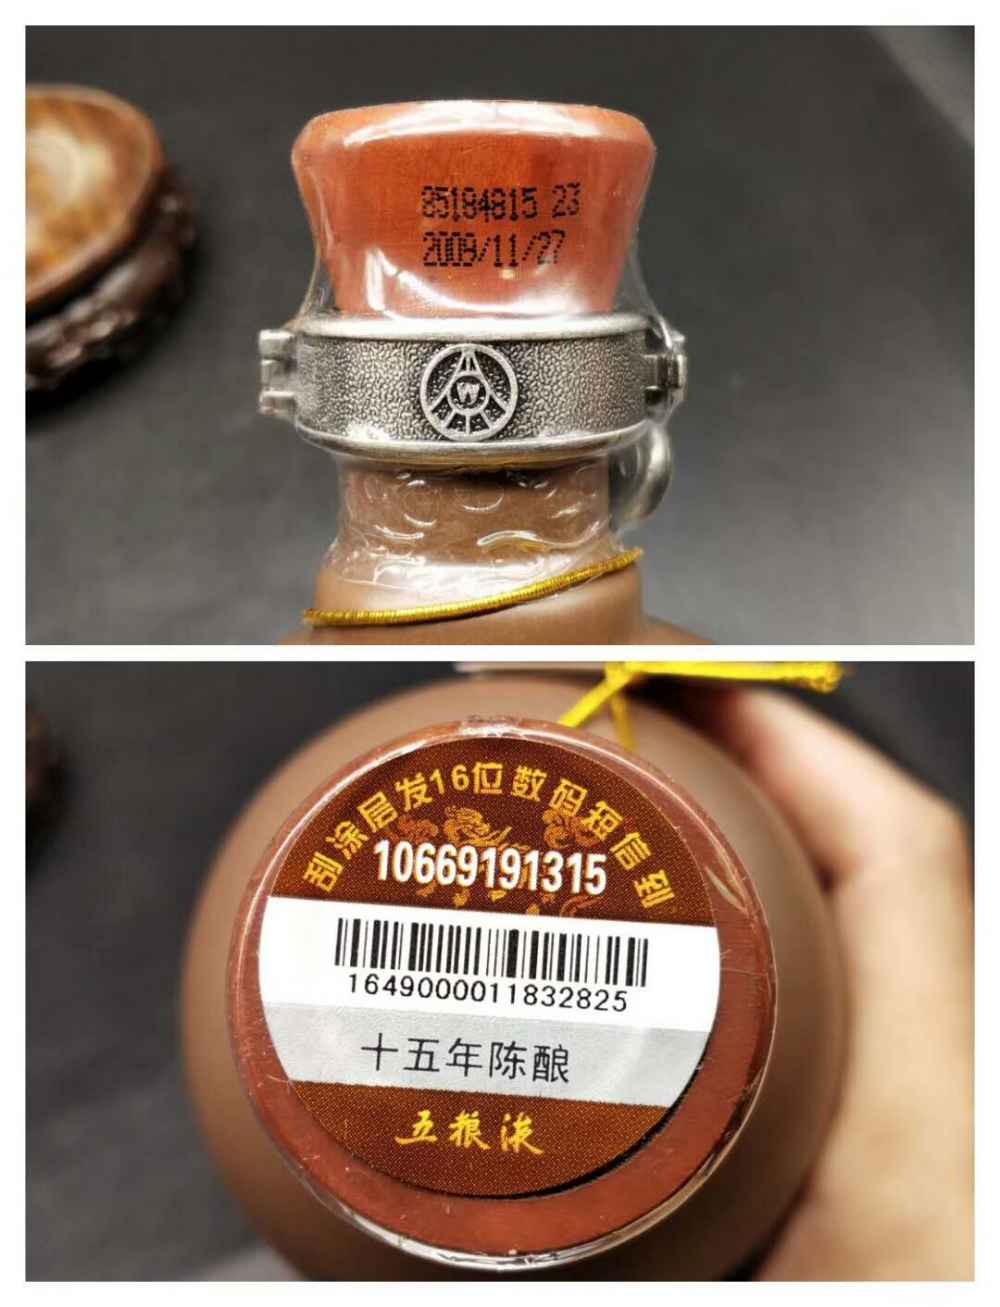 85184815 23
2009/11/27
W
刮涂层发16位数码短信到
10669191315
1649000011832825
十五年陈酿
五粮液